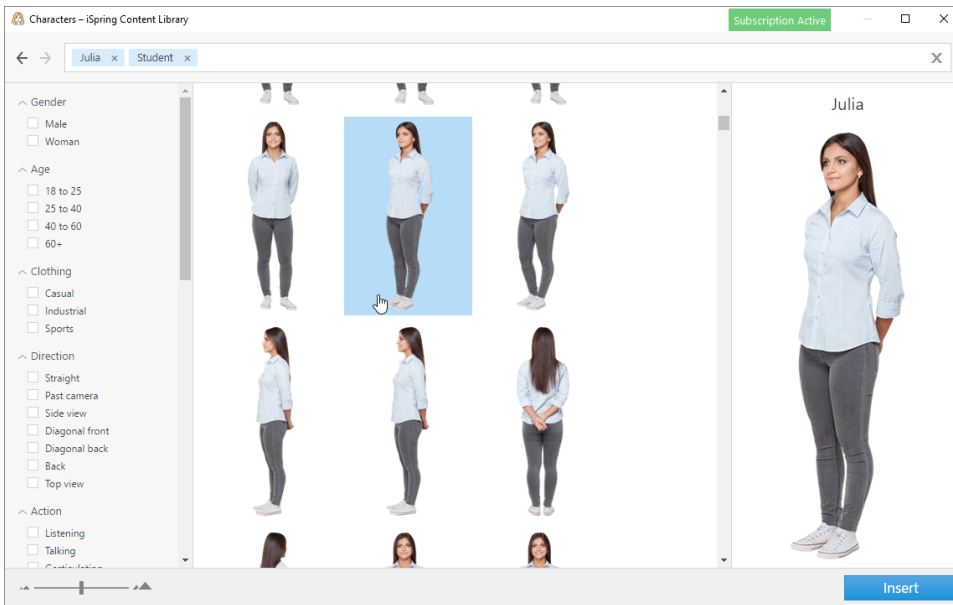 Characters – iSpring Content Library
Subscription Active
Julia
Student
Gender
Male
Woman
Age
18 to 25
25 to 40
40 to 60
60+
Clothing
Casual
Industrial
Sports
Direction
Straight
Past camera
Side view
Diagonal front
Diagonal back
Back
Top view
Action
Listening
Talking
Julia
Insert